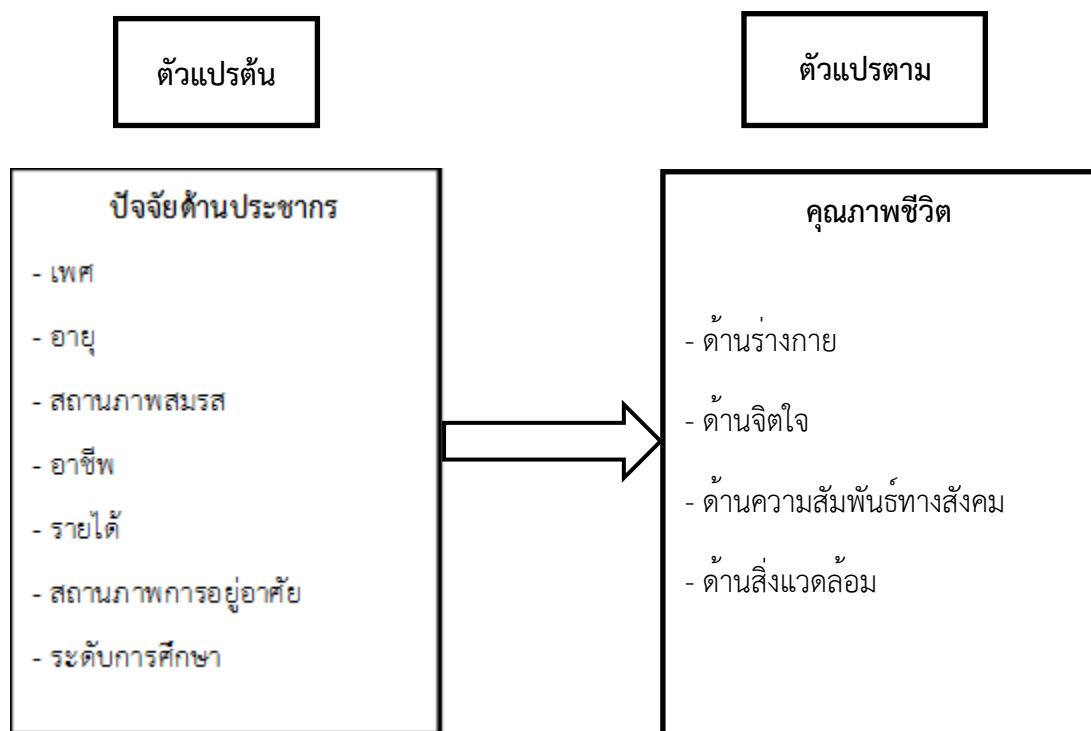 ตัวแปรต้น
ตัวแปรตาม
ปัจจัยด้านประชากร
- เพศ
- อายุ
- สถานภาพสมรส
- อาชีพ
- รายได้
- สถานภาพการอยู่อาศัย
- ระดับการศึกษา
คุณภาพชีวิต
- ด้านร่างกาย
- ด้านจิตใจ
- ด้านความสัมพันธ์ทางสังคม
- ด้านสิ่งแวดล้อม